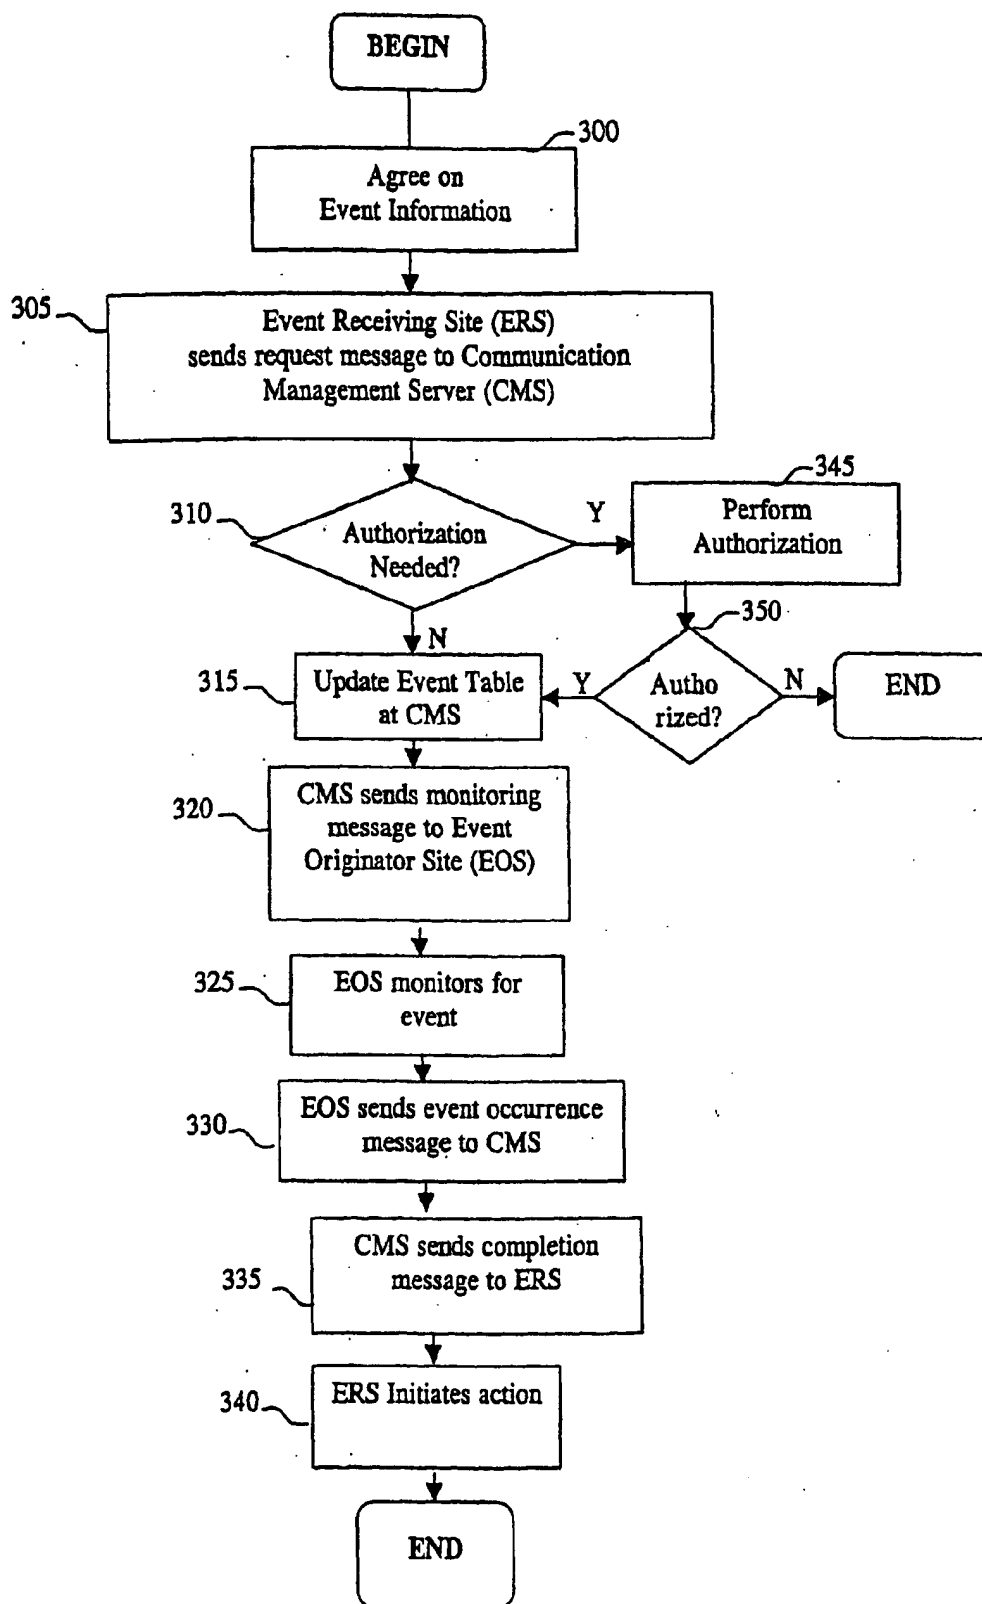 BEGIN
300
Agree on
Event Information
305
Event Receiving Site (ERS)
sends request message to Communication
Management Server (CMS)
310
Authorization
Needed?
Y
345
Perform
Authorization
N
350
315
Update Event Table
at CMS
Y
Autho
rized?
N
END
320
CMS sends monitoring
message to Event
Originator Site (EOS)
325
EOS monitors for
event
330
EOS sends event occurrence
message to CMS
335
CMS sends completion
message to ERS
340
ERS Initiates action
END